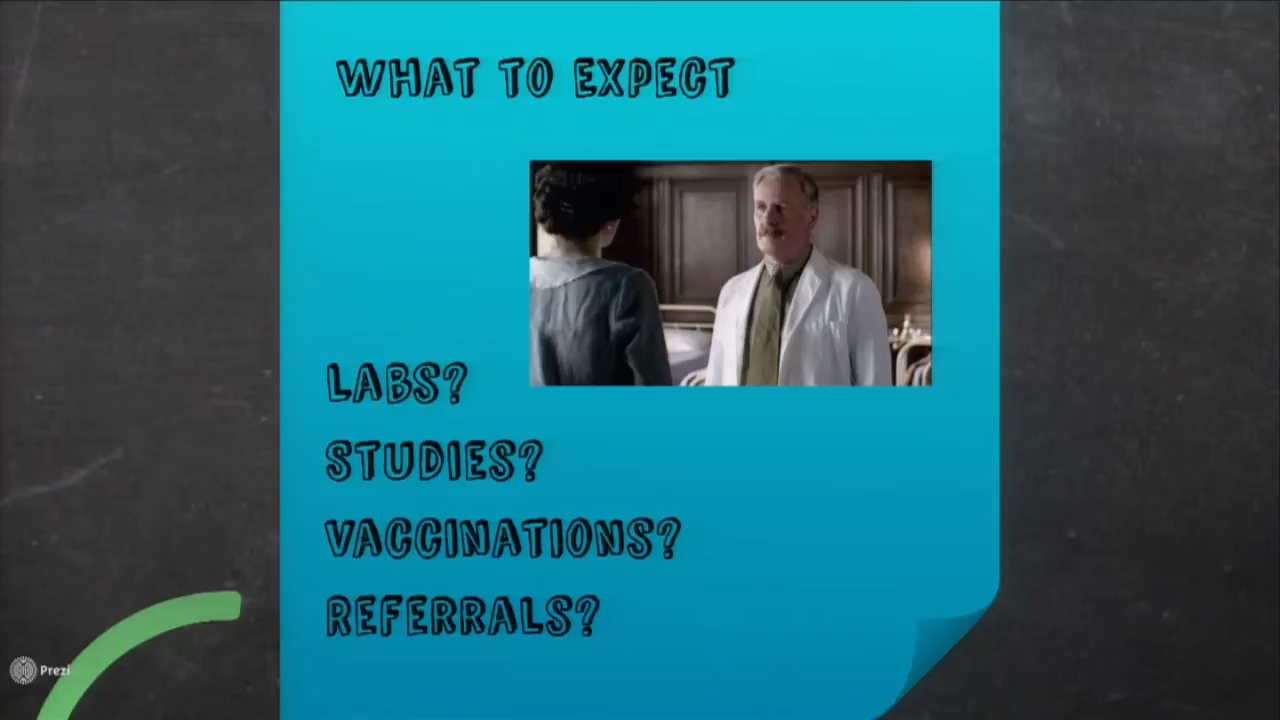 WHAT TO EXPECT
LABS?
STUDIES?
VACCINATIONS?
REFERRALS?
Prezi